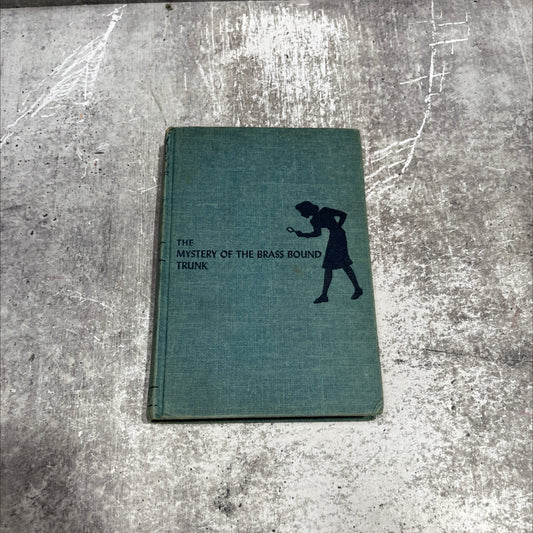 THE
MYSTERY OF THE BRASS BOUND
TRUNK